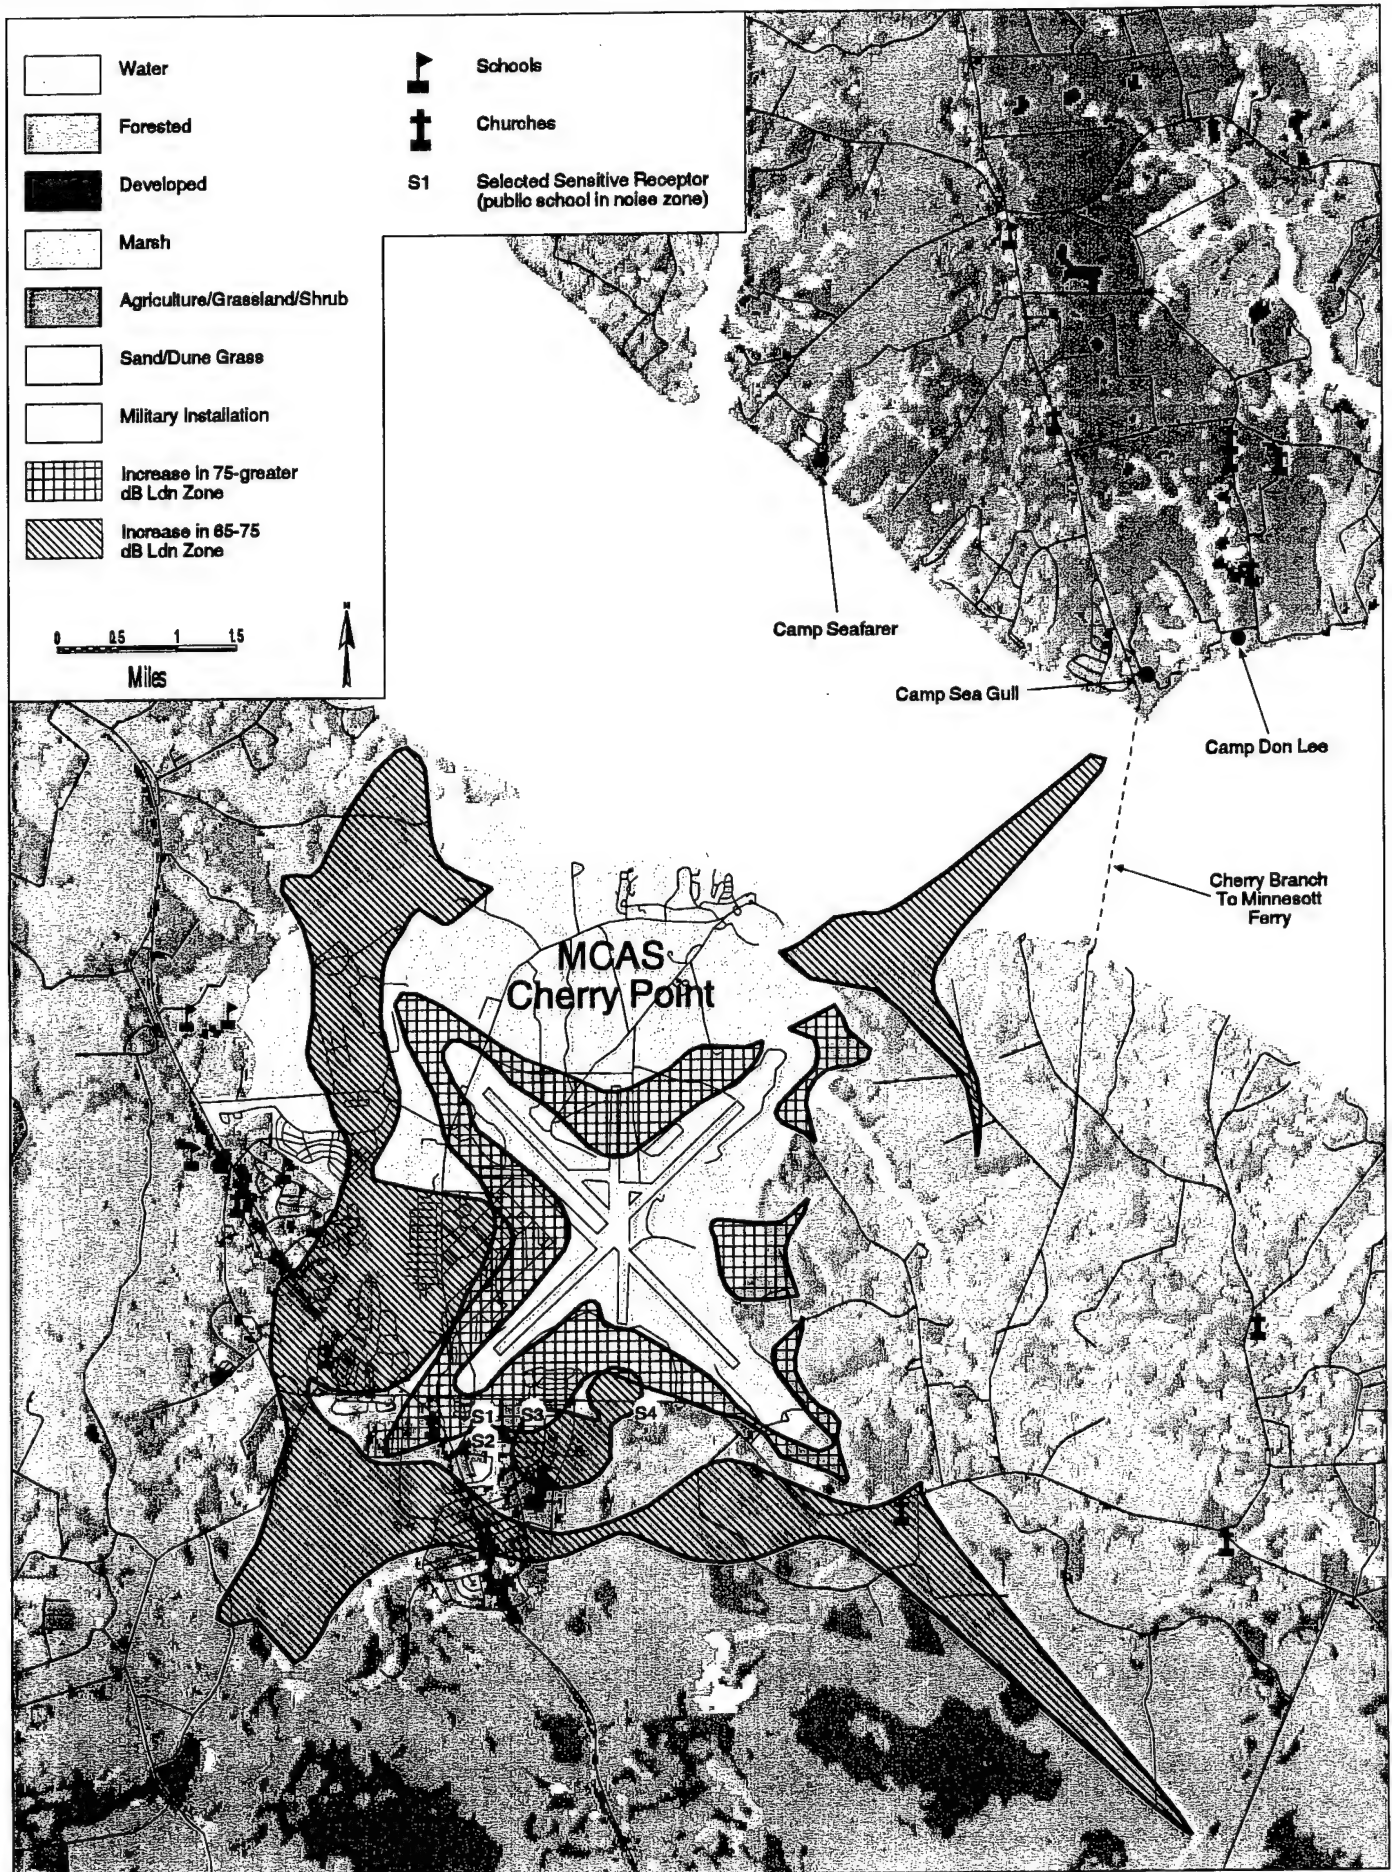 Water
Forested
Developed
Marsh
Agriculture/Grassland/Shrub
Sand/Dune Grass
Military Installation
Increase in 75-greater
dB Ldn Zone
Increase in 65-75
dB Ldn Zone
Schools
Churches
S1
Selected Sensitive Receptor
(public school in noise zone)
0 0.5 1 1.5
Miles
N
Camp Seafarer
Camp Sea Gull
Camp Don Lee
Cherry Branch
To Minnesott
Ferry
MCAS
Cherry Point
S1
S3
S4
S2